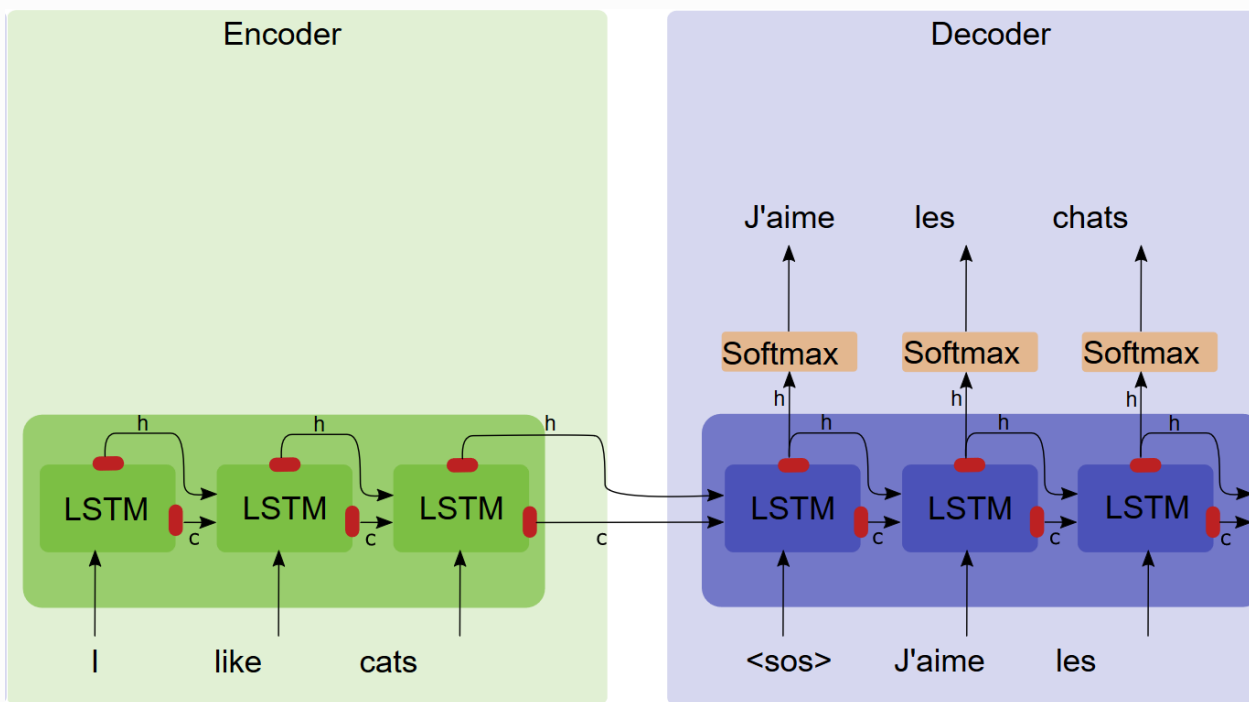 Encoder
Decoder
J'aime les chats
Softmax Softmax Softmax
h h h
h h h h h
LSTM LSTM LSTM LSTM LSTM LSTM
c c c c c c
I like cats <sos> J'aime les